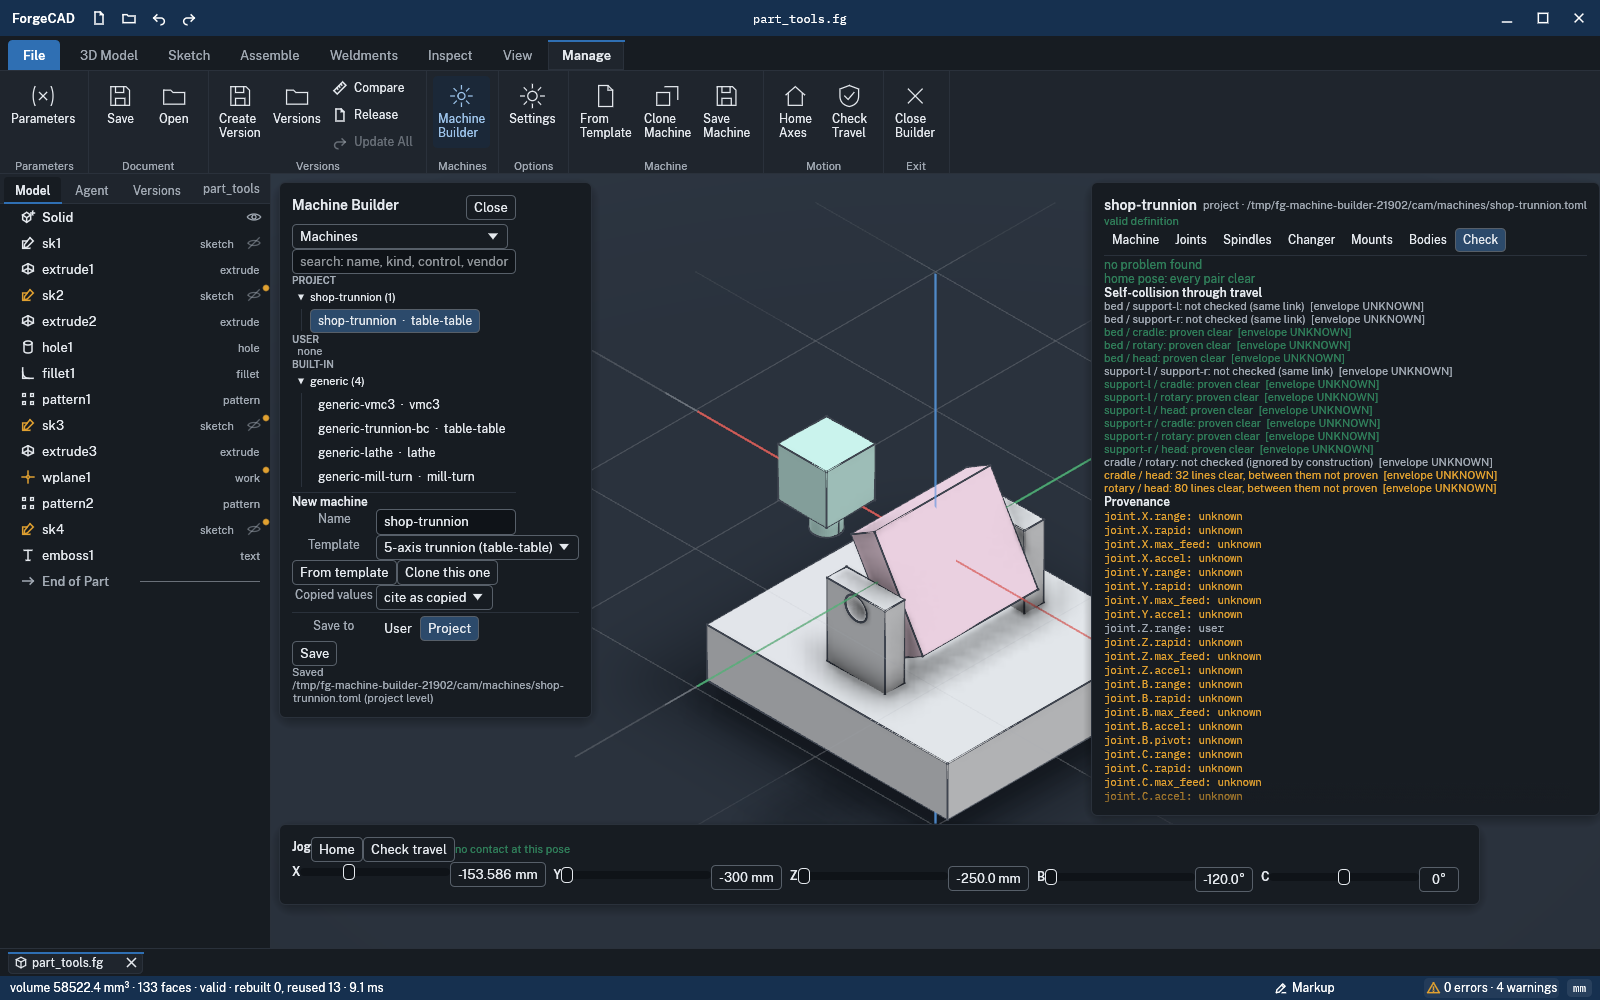 ForgeCAD
part_tools.fg
File 3D Model Sketch Assemble Weldments Inspect View Manage
Parameters
Save
Open
Create Version
Versions
Compare
Release
Update All
Machine Builder
Settings
From Template
Clone Machine
Save Machine
Home Axes
Check Travel
Close Builder
Parameters Document Versions Machines Options Machine Motion Exit
Model Agent Versions part_tools
Solid
sk1 sketch
extrude1 extrude
sk2 sketch
extrude2 extrude
hole1 hole
fillet1 fillet
pattern1 pattern
sk3 sketch
extrude3 extrude
wplane1 work
pattern2 pattern
sk4 sketch
emboss1 text
End of Part
Machine Builder Close
Machines
search: name, kind, control, vendor
PROJECT
shop-trunnion (1)
shop-trunnion · table-table
USER
none
BUILT-IN
generic (4)
generic-vmc3 · vmc3
generic-trunnion-bc · table-table
generic-lathe · lathe
generic-mill-turn · mill-turn
New machine
Name shop-trunnion
Template 5-axis trunnion (table-table)
From template Clone this one
Copied values cite as copied
Save to User Project
Save
Saved
/tmp/fg-machine-builder-21902/cam/machines/shop-
trunnion.toml (project level)
shop-trunnion project · /tmp/fg-machine-builder-21902/cam/machines/shop-trunnion.toml
valid definition
Machine Joints Spindles Changer Mounts Bodies Check
no problem found
home pose: every pair clear
Self-collision through travel
bed / support-l: not checked (same link) [envelope UNKNOWN]
bed / support-r: not checked (same link) [envelope UNKNOWN]
bed / cradle: proven clear [envelope UNKNOWN]
bed / rotary: proven clear [envelope UNKNOWN]
bed / head: proven clear [envelope UNKNOWN]
support-l / support-r: not checked (same link) [envelope UNKNOWN]
support-l / cradle: proven clear [envelope UNKNOWN]
support-l / rotary: proven clear [envelope UNKNOWN]
support-l / head: proven clear [envelope UNKNOWN]
support-r / cradle: proven clear [envelope UNKNOWN]
support-r / rotary: proven clear [envelope UNKNOWN]
support-r / head: proven clear [envelope UNKNOWN]
cradle / rotary: not checked (ignored by construction) [envelope UNKNOWN]
cradle / head: 32 lines clear, between them not proven [envelope UNKNOWN]
rotary / head: 80 lines clear, between them not proven [envelope UNKNOWN]
Provenance
joint.X.range: unknown
joint.X.rapid: unknown
joint.X.max_feed: unknown
joint.X.accel: unknown
joint.Y.range: unknown
joint.Y.rapid: unknown
joint.Y.max_feed: unknown
joint.Y.accel: unknown
joint.Z.range: user
joint.Z.rapid: unknown
joint.Z.max_feed: unknown
joint.Z.accel: unknown
joint.B.range: unknown
joint.B.rapid: unknown
joint.B.max_feed: unknown
joint.B.accel: unknown
joint.B.pivot: unknown
joint.C.range: unknown
joint.C.rapid: unknown
joint.C.max_feed: unknown
joint.C.accel: unknown
Jog Home Check travel no contact at this pose
X -153.586 mm Y -300 mm Z -250.0 mm B -120.0° C 0°
part_tools.fg
volume 58522.4 mm³ · 133 faces · valid · rebuilt 0, reused 13 · 9.1 ms
Markup
0 errors · 4 warnings mm